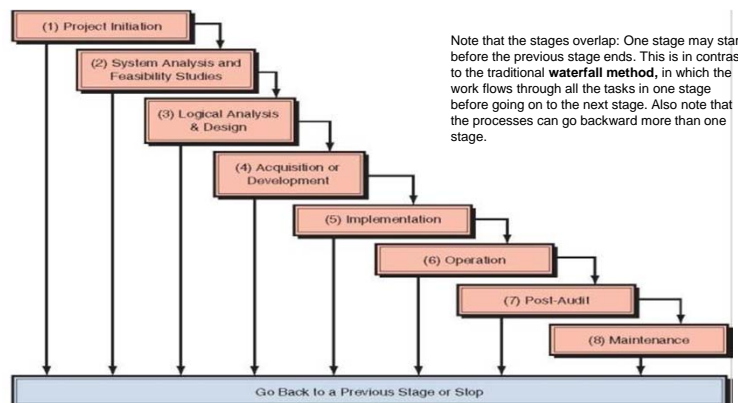 (1) Project Initiation
(2) System Analysis and
Feasibility Studies
(3) Logical Analysis
& Design
(4) Acquisition or
Development
(5) Implementation
(6) Operation
(7) Post-Audit
(8) Maintenance
Go Back to a Previous Stage or Stop
Note that the stages overlap: One stage may star
before the previous stage ends. This is in contras
to the traditional waterfall method, in which the
work flows through all the tasks in one stage
before going on to the next stage. Also note that
the processes can go backward more than one
stage.